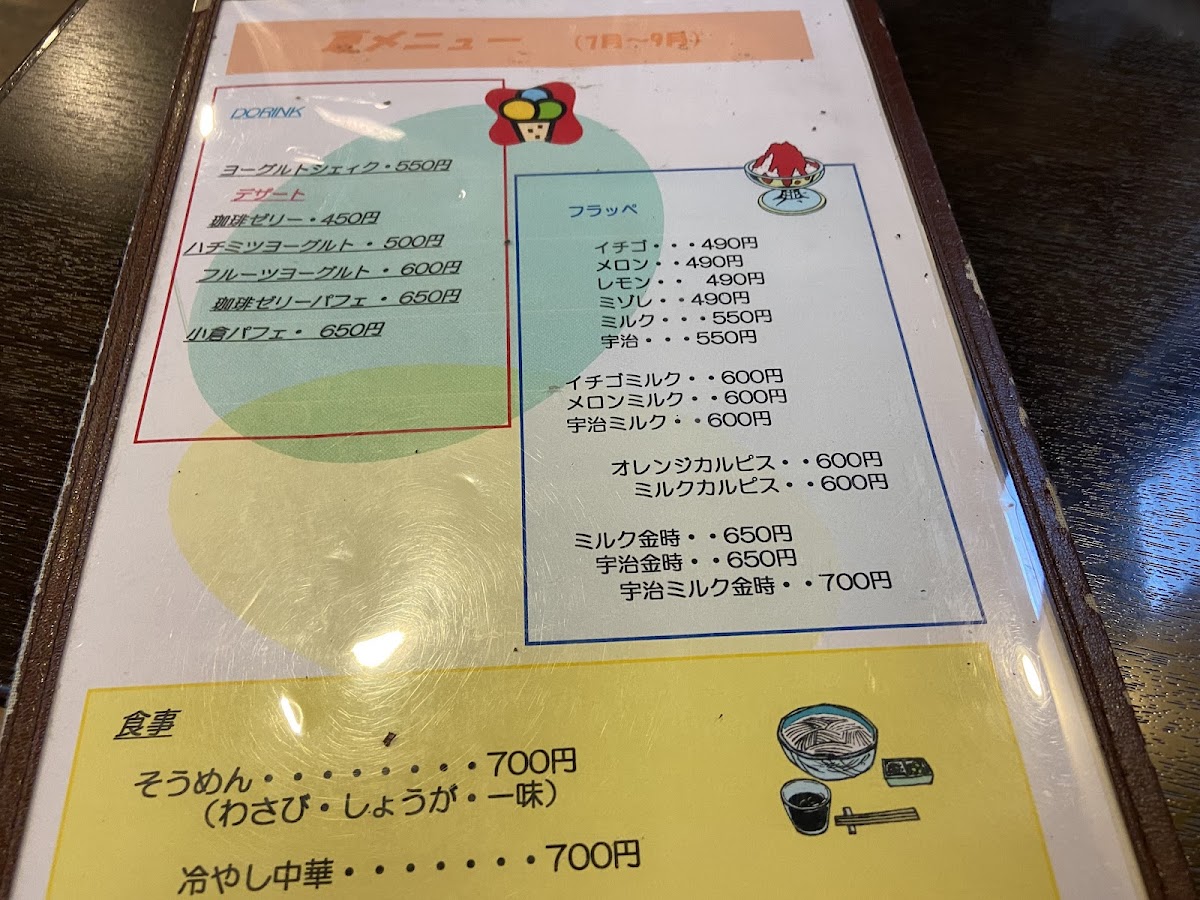 夏メニュー (7月～9月)
DORINK
ヨーグルトシェイク・550円
デザート
珈琲ゼリー・450円
ハチミツヨーグルト・500円
フルーツヨーグルト・600円
珈琲ゼリーパフェ・650円
小倉パフェ・ 650円
フラッペ
イチゴ・・・490円
メロン・・490円
レモン・・ 490円
ミゾレ・・490円
ミルク・・・550円
宇治・・・550円
イチゴミルク・・600円
メロンミルク・・600円
宇治ミルク・・600円
オレンジカルピス・・600円
ミルクカルピス・・600円
ミルク金時・・650円
宇治金時・・650円
宇治ミルク金時・・700円
食事
そうめん・・・・・・・・700円
(わさび・しょうが・一味)
冷やし中華・・・・・・・700円